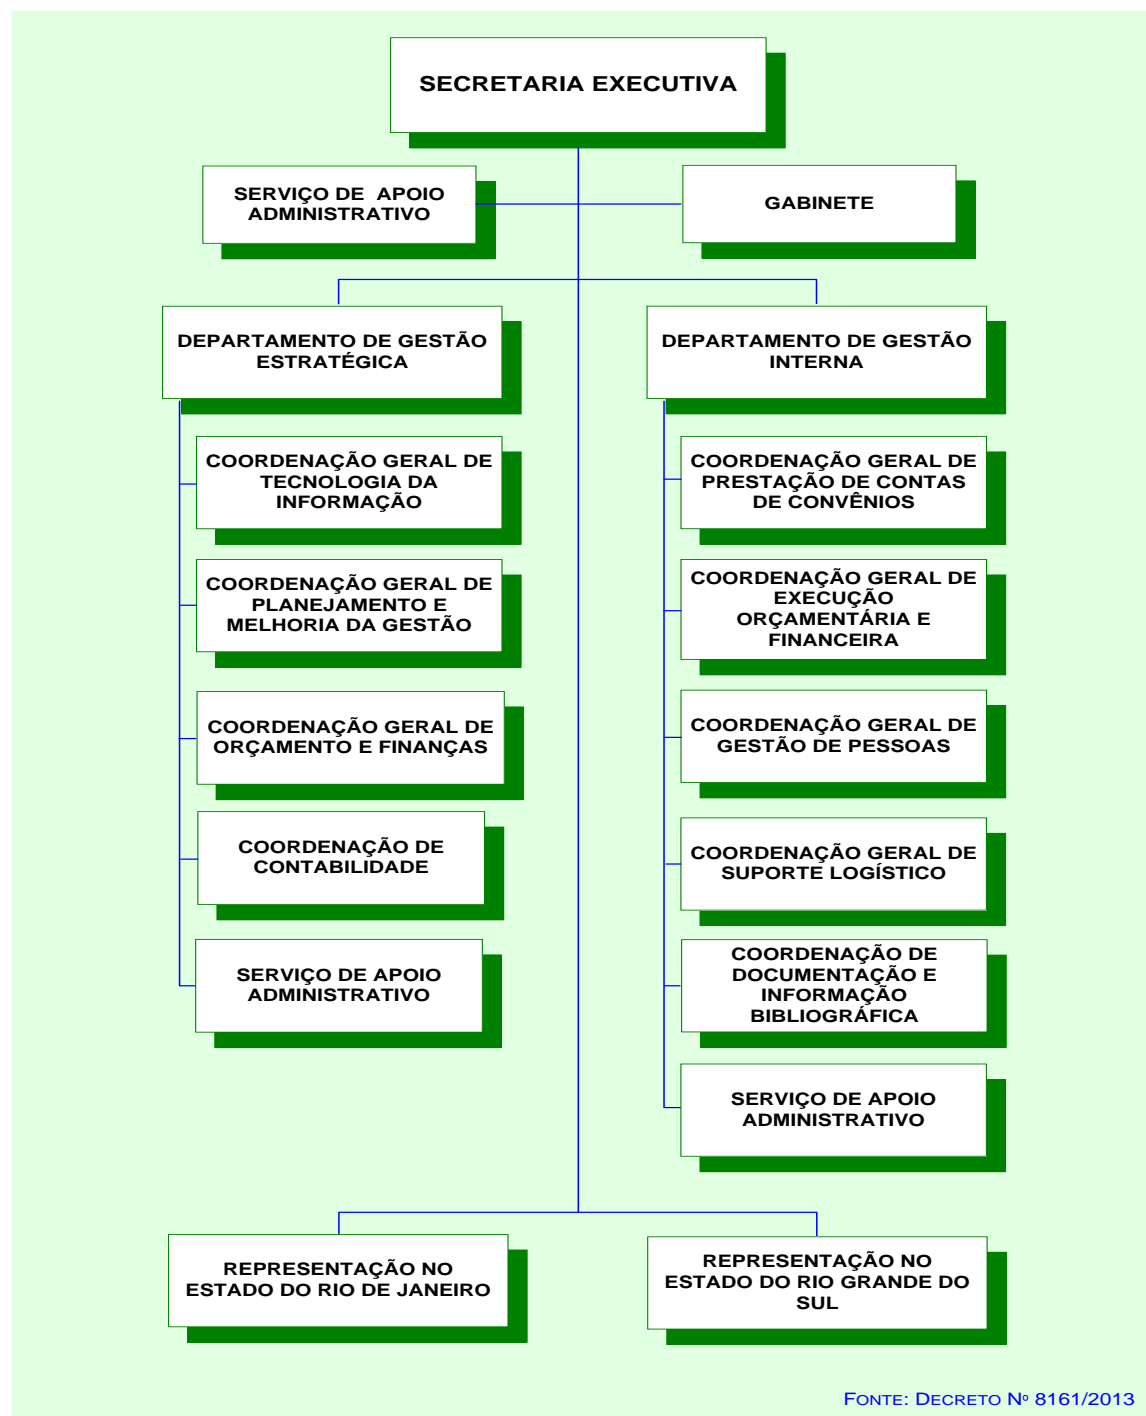 SECRETARIA EXECUTIVA
SERVIÇO DE APOIO
ADMINISTRATIVO
GABINETE
DEPARTAMENTO DE GESTÃO
ESTRATÉGICA
DEPARTAMENTO DE GESTÃO
INTERNA
COORDENAÇÃO GERAL DE
TECNOLOGIA DA
INFORMAÇÃO
COORDENAÇÃO GERAL DE
PLANEJAMENTO E
MELHORIA DA GESTÃO
COORDENAÇÃO GERAL DE
ORÇAMENTO E FINANÇAS
COORDENAÇÃO DE
CONTABILIDADE
SERVIÇO DE APOIO
ADMINISTRATIVO
COORDENAÇÃO GERAL DE
PRESTAÇÃO DE CONTAS
DE CONVÊNIOS
COORDENAÇÃO GERAL DE
EXECUÇÃO
ORÇAMENTÁRIA E
FINANCEIRA
COORDENAÇÃO GERAL DE
GESTÃO DE PESSOAS
COORDENAÇÃO GERAL DE
SUPORTE LOGÍSTICO
COORDENAÇÃO DE
DOCUMENTAÇÃO E
INFORMAÇÃO
BIBLIOGRÁFICA
SERVIÇO DE APOIO
ADMINISTRATIVO
REPRESENTAÇÃO NO
ESTADO DO RIO DE JANEIRO
REPRESENTAÇÃO NO
ESTADO DO RIO GRANDE DO
SUL
FONTE: DECRETO Nº 8161/2013